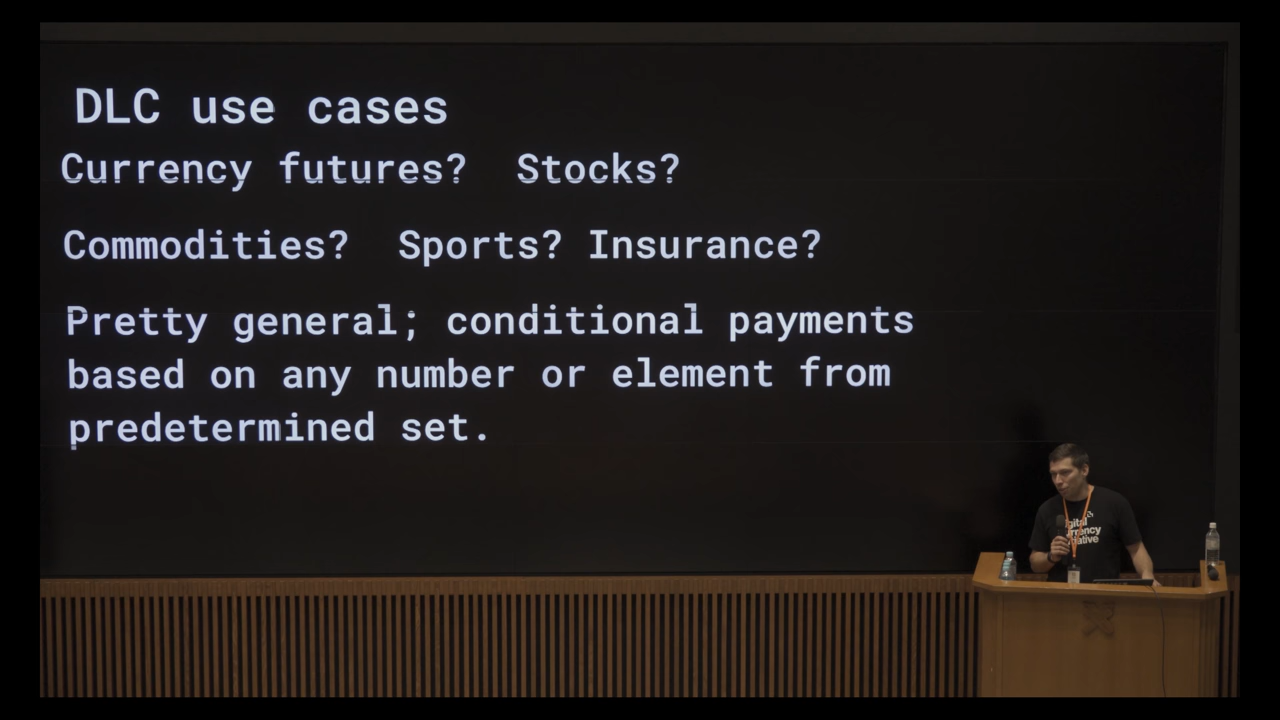 DLC use cases
Currency futures? Stocks?
Commodities? Sports? Insurance?
Pretty general; conditional payments
based on any number or element from
predetermined set.